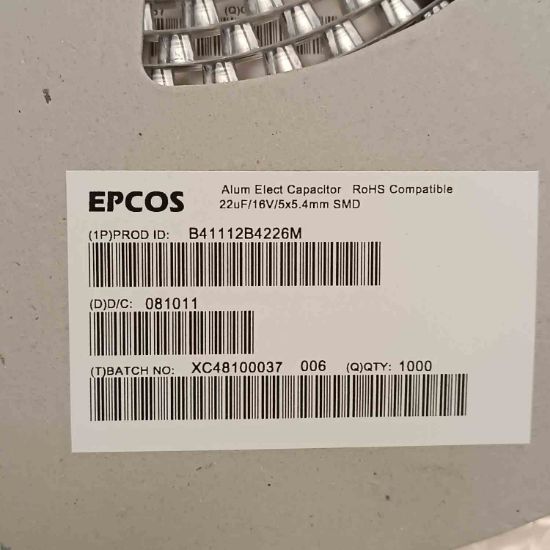 EPCOS
Alum Elect Capacitor RoHS Compatible
22uF/16V/5x5.4mm SMD
(1P)PROD ID: B41112B4226M
(D)D/C: 081011
(T)BATCH NO: XC48100037 006 (Q)QTY: 1000